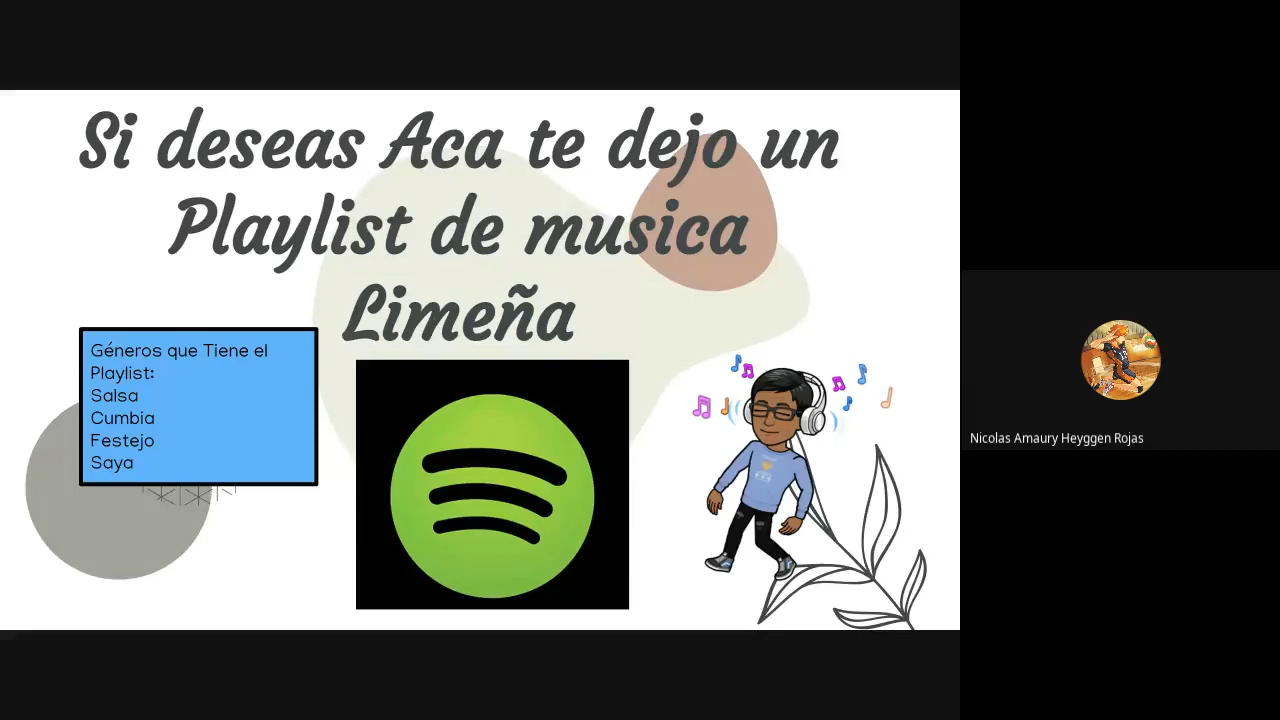 Si deseas Aca te dejo un
Playlist de musica
Limeña
Géneros que Tiene el
Playlist:
Salsa
Cumbia
Festejo
Saya
Nicolas Amaury Heyggen Rojas